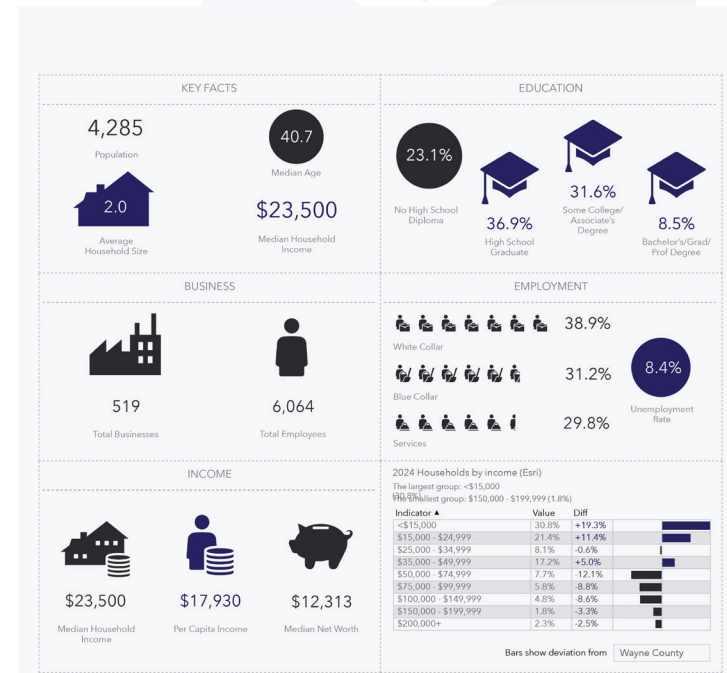 KEY FACTS
4,285
Population
40.7
Median Age
2.0
Average
Household Size
$23,500
Median Household
Income
EDUCATION
23.1%
No High School
Diploma
36.9%
High School
Graduate
31.6%
Some College/
Associate's
Degree
8.5%
Bachelor's/Grad/
Prof Degree
BUSINESS
519
Total Businesses
6,064
Total Employees
EMPLOYMENT
38.9%
White Collar
31.2%
Blue Collar
29.8%
Services
8.4%
Unemployment
Rate
INCOME
$23,500
Median Household
Income
$17,930
Per Capita Income
$12,313
Median Net Worth
2024 Households by income (Esri)
The largest group: <$15,000
(30.8%)
The smallest group: $150,000 - $199,999 (1.8%)
Indicator ▲ Value Diff
<$15,000 30.8% +19.3%
$15,000 - $24,999 21.4% +11.4%
$25,000 - $34,999 8.1% -0.6%
$35,000 - $49,999 17.2% +5.0%
$50,000 - $74,999 7.7% -12.1%
$75,000 - $99,999 5.8% -8.8%
$100,000 - $149,999 4.8% -8.6%
$150,000 - $199,999 1.8% -3.3%
$200,000+ 2.3% -2.5%
Bars show deviation from Wayne County